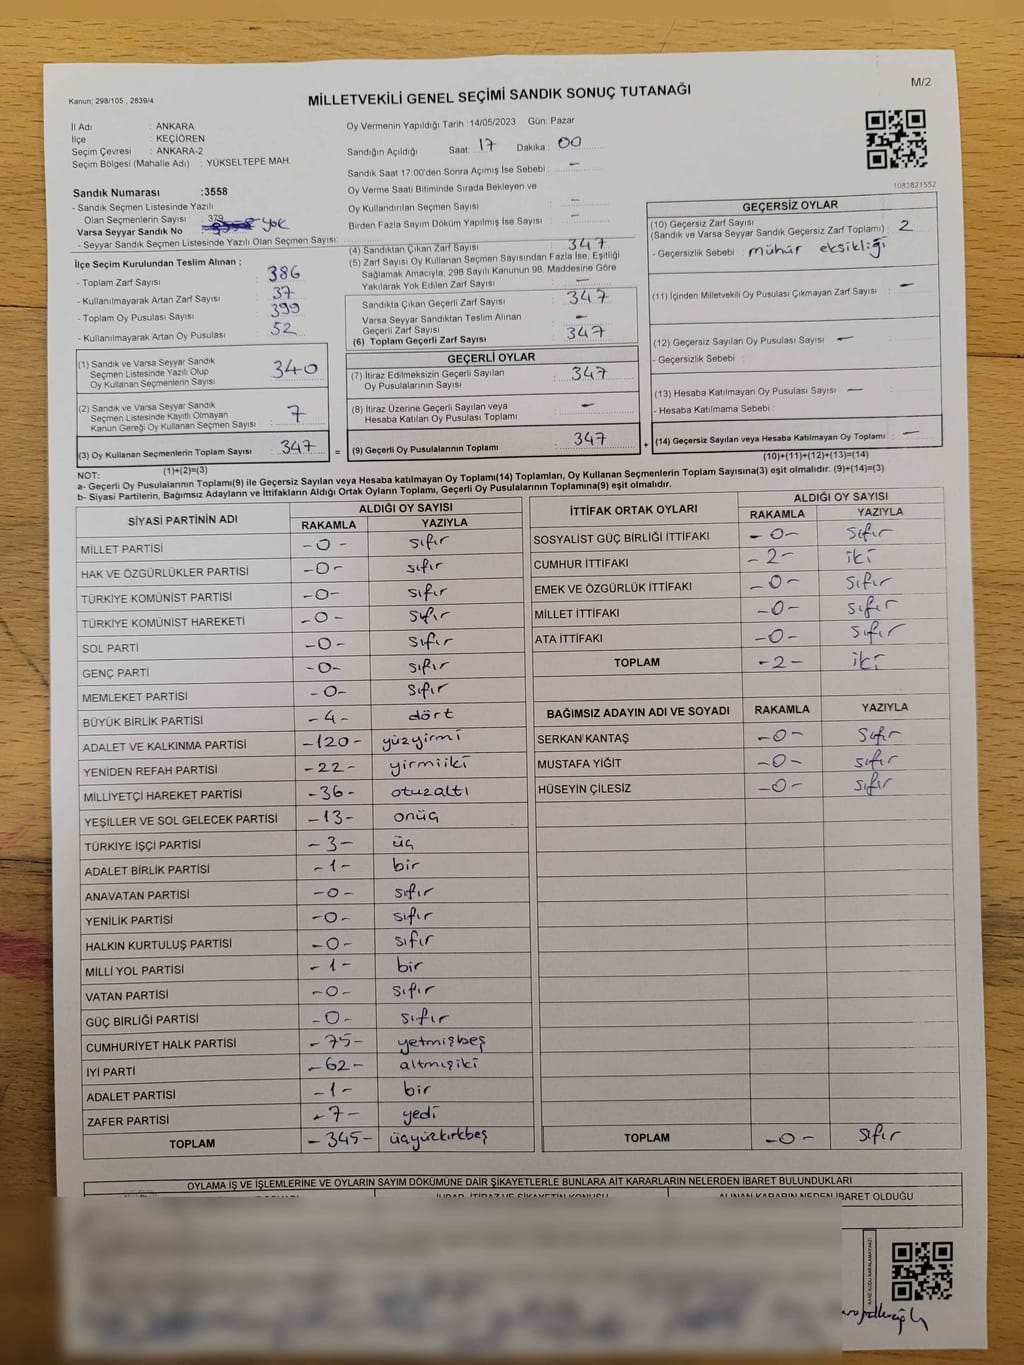 Kanun: 298/105 , 2839/4
MİLLETVEKİLİ GENEL SEÇİMİ SANDIK SONUÇ TUTANAĞI
M/2
İl Adı : ANKARA
İlçe : KEÇİÖREN
Seçim Çevresi : ANKARA-2
Seçim Bölgesi (Mahalle Adı) : YÜKSELTEPE MAH.
Sandık Numarası :3558
- Sandık Seçmen Listesinde Yazılı
Olan Seçmenlerin Sayısı : 379
Varsa Seyyar Sandık No : yok
- Seyyar Sandık Seçmen Listesinde Yazılı Olan Seçmen Sayısı:
İlçe Seçim Kurulundan Teslim Alınan ;
- Toplam Zarf Sayısı : 386
- Kullanılmayarak Artan Zarf Sayısı : 37
- Toplam Oy Pusulası Sayısı : 399
- Kullanılmayarak Artan Oy Pusulası : 52
(1) Sandık ve Varsa Seyyar Sandık
Seçmen Listesinde Yazılı Olup
Oy Kullanan Seçmenlerin Sayısı : 340
(2) Sandık ve Varsa Seyyar Sandık
Seçmen Listesinde Kayıtlı Olmayan
Kanun Gereği Oy Kullanan Seçmen Sayısı : 7
(3) Oy Kullanan Seçmenlerin Toplam Sayısı : 347
(1)+(2)=(3)
Oy Vermenin Yapıldığı Tarih :14/05/2023 Gün: Pazar
Sandığın Açıldığı Saat: 17 Dakika : 00
Sandık Saat 17:00'den Sonra Açımış İse Sebebi : -
Oy Verme Saati Bitiminde Sırada Bekleyen ve
Oy Kullandırılan Seçmen Sayısı : -
Birden Fazla Sayım Döküm Yapılmış İse Sayısı : -
(4) Sandıktan Çıkan Zarf Sayısı : 347
(5) Zarf Sayısı Oy Kullanan Seçmen Sayısından Fazla İse, Eşitliği
Sağlamak Amacıyla; 298 Sayılı Kanunun 98. Maddesine Göre
Yakılarak Yok Edilen Zarf Sayısı : -
Sandıkta Çıkan Geçerli Zarf Sayısı : 347
Varsa Seyyar Sandıktan Teslim Alınan
Geçerli Zarf Sayısı : -
(6) Toplam Geçerli Zarf Sayısı : 347
GEÇERLİ OYLAR
(7) İtiraz Edilmeksizin Geçerli Sayılan
Oy Pusulalarının Sayısı : 347
(8) İtiraz Üzerine Geçerli Sayılan veya
Hesaba Katılan Oy Pusulası Toplamı : -
= (9) Geçerli Oy Pusulalarının Toplamı : 347
1083821552
GEÇERSİZ OYLAR
(10) Geçersiz Zarf Sayısı
(Sandık ve Varsa Seyyar Sandık Geçersiz Zarf Toplamı) : 2
- Geçersizlik Sebebi : mühür eksikliği
(11) İçinden Milletvekili Oy Pusulası Çıkmayan Zarf Sayısı : -
(12) Geçersiz Sayılan Oy Pusulası Sayısı : -
- Geçersizlik Sebebi :
(13) Hesaba Katılmayan Oy Pusulası Sayısı : -
- Hesaba Katılmama Sebebi :
+ (14) Geçersiz Sayılan veya Hesaba Katılmayan Oy Toplamı : -
(10)+(11)+(12)+(13)=(14)
NOT:
a- Geçerli Oy Pusulalarının Toplamı(9) ile Geçersiz Sayılan veya Hesaba katılmayan Oy Toplamı(14) Toplamları, Oy Kullanan Seçmenlerin Toplam Sayısına(3) eşit olmalıdır. (9)+(14)=(3)
b- Siyasi Partilerin, Bağımsız Adayların ve İttifakların Aldığı Ortak Oyların Toplamı, Geçerli Oy Pusulalarının Toplamına(9) eşit olmalıdır.
SİYASİ PARTİNİN ADI ALDIĞI OY SAYISI
RAKAMLA YAZIYLA
MİLLET PARTİSİ -0- sıfır
HAK VE ÖZGÜRLÜKLER PARTİSİ -0- sıfır
TÜRKİYE KOMÜNİST PARTİSİ -0- sıfır
TÜRKİYE KOMÜNİST HAREKETİ -0- sıfır
SOL PARTİ -0- sıfır
GENÇ PARTİ -0- sıfır
MEMLEKET PARTİSİ -0- sıfır
BÜYÜK BİRLİK PARTİSİ -4- dört
ADALET VE KALKINMA PARTİSİ -120- yüzyirmi
YENİDEN REFAH PARTİSİ -22- yirmiiki
MİLLİYETÇİ HAREKET PARTİSİ -36- otuzaltı
YEŞİLLER VE SOL GELECEK PARTİSİ -13- onüç
TÜRKİYE İŞÇİ PARTİSİ -3- üç
ADALET BİRLİK PARTİSİ -1- bir
ANAVATAN PARTİSİ -0- sıfır
YENİLİK PARTİSİ -0- sıfır
HALKIN KURTULUŞ PARTİSİ -0- sıfır
MİLLİ YOL PARTİSİ -1- bir
VATAN PARTİSİ -0- sıfır
GÜÇ BİRLİĞİ PARTİSİ -0- sıfır
CUMHURİYET HALK PARTİSİ -75- yetmişbeş
İYİ PARTİ -62- altmışiki
ADALET PARTİSİ -1- bir
ZAFER PARTİSİ -7- yedi
TOPLAM -345- üçyüzkırkbeş
İTTİFAK ORTAK OYLARI ALDIĞI OY SAYISI
RAKAMLA YAZIYLA
SOSYALİST GÜÇ BİRLİĞİ İTTİFAKI -0- sıfır
CUMHUR İTTİFAKI -2- iki
EMEK VE ÖZGÜRLÜK İTTİFAKI -0- sıfır
MİLLET İTTİFAKI -0- sıfır
ATA İTTİFAKI -0- sıfır
TOPLAM -2- iki
BAĞIMSIZ ADAYIN ADI VE SOYADI RAKAMLA YAZIYLA
SERKAN KANTAŞ -0- sıfır
MUSTAFA YİĞİT -0- sıfır
HÜSEYİN ÇİLESİZ -0- sıfır
TOPLAM -0- sıfır
OYLAMA İŞ VE İŞLEMLERİNE VE OYLARIN SAYIM DÖKÜMÜNE DAİR ŞİKAYETLERLE BUNLARA AİT KARARLARIN NELERDEN İBARET BULUNDUKLARI
ALINAN KARARIN NEDEN İBARET OLDUĞU